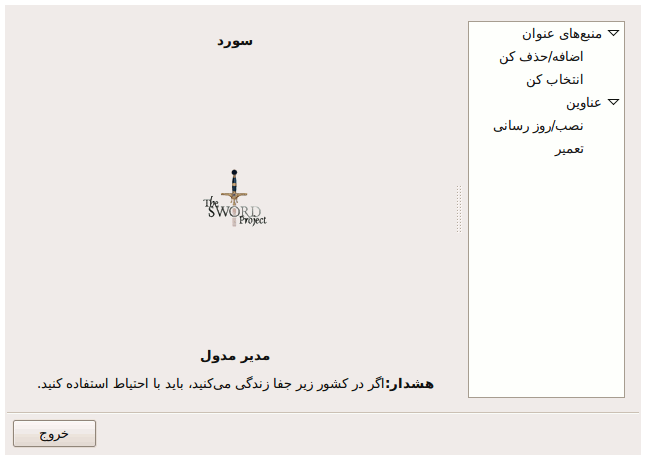 منبع‌های عنوان
اضافه/حذف کن
انتخاب کن
عناوین
نصب/روز رسانی
تعمیر
سورد
The
SWORD
Project
مدیر مدول
هشدار:اگر در کشور زیر جفا زندگی می‌کنید، باید با احتیاط استفاده کنید.
خروج